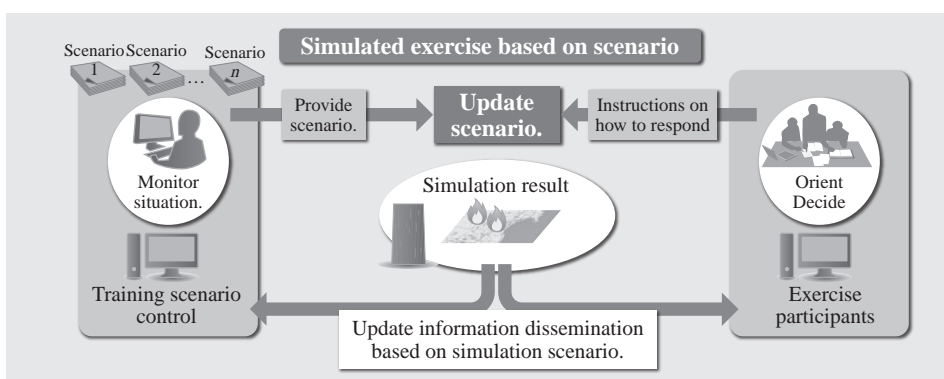 Simulated exercise based on scenario
Scenario
1
Scenario
2
...
Scenario
n
Monitor
situation.
Training scenario
control
Provide
scenario.
Update
scenario.
Instructions on
how to respond
Orient
Decide
Exercise
participants
Simulation result
Update information dissemination
based on simulation scenario.